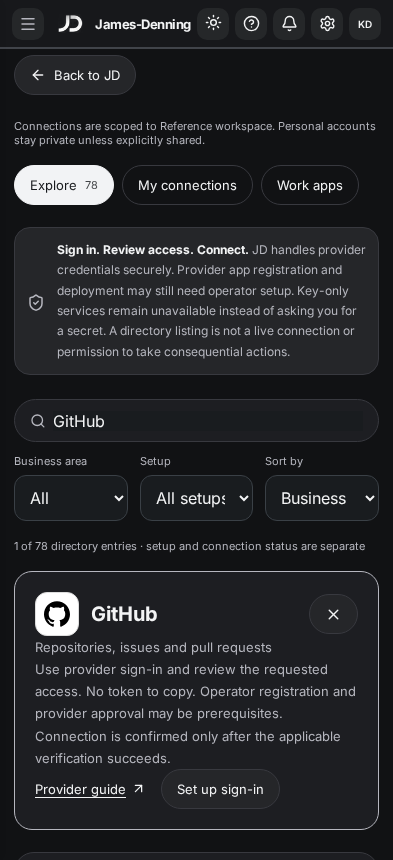 JD James-Denning KD
Back to JD
Connections are scoped to Reference workspace. Personal accounts
stay private unless explicitly shared.
Explore 78 My connections Work apps
Sign in. Review access. Connect. JD handles provider
credentials securely. Provider app registration and
deployment may still need operator setup. Key-only
services remain unavailable instead of asking you for
a secret. A directory listing is not a live connection or
permission to take consequential actions.
GitHub
Business area Setup Sort by
All All setups Business
1 of 78 directory entries · setup and connection status are separate
GitHub
Repositories, issues and pull requests
Use provider sign-in and review the requested
access. No token to copy. Operator registration and
provider approval may be prerequisites.
Connection is confirmed only after the applicable
verification succeeds.
Provider guide Set up sign-in